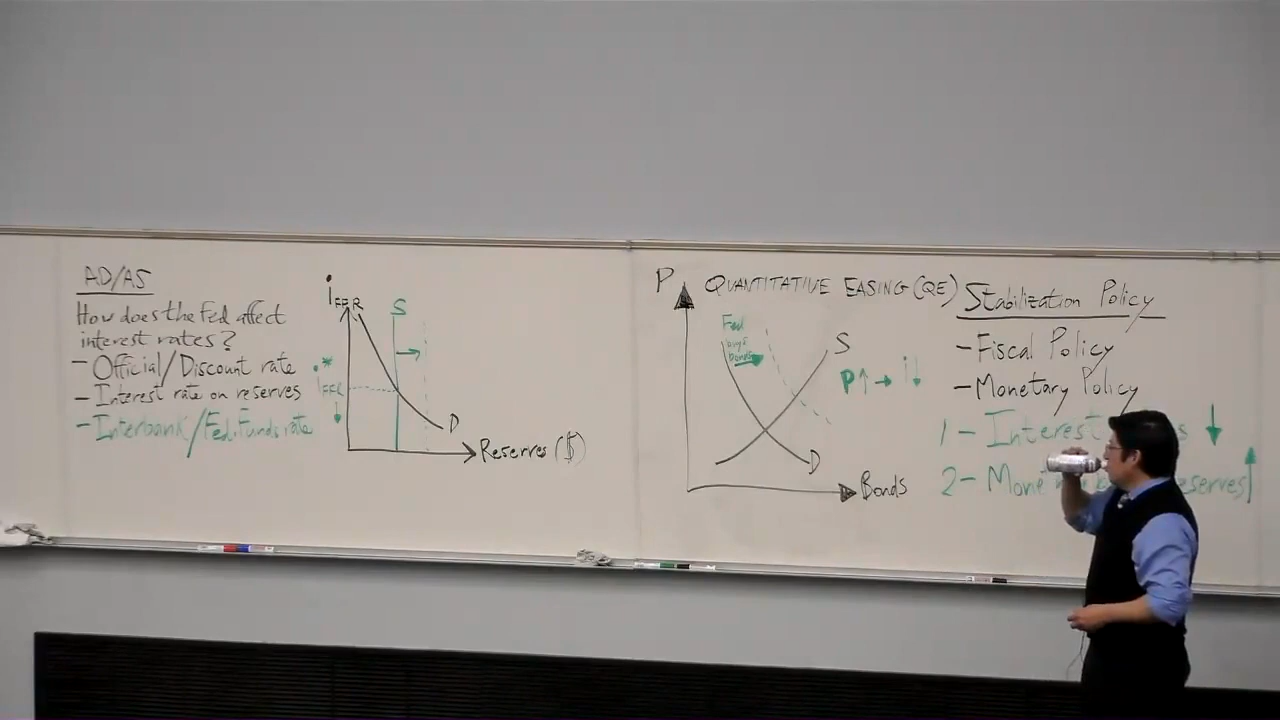 AD/AS
How does the Fed affect
interest rates?
- Official/Discount rate
- Interest rate on reserves
- Interbank/Fed. Funds rate
i FFR
S
i* FFR ↓
D
Reserves ($)
P
QUANTITATIVE EASING (QE)
Fed
buys
bonds
S
P↑ → i↓
D
Bonds
Stabilization Policy
- Fiscal Policy
- Monetary Policy
1 - Interest ↓
2 - reserves ↑